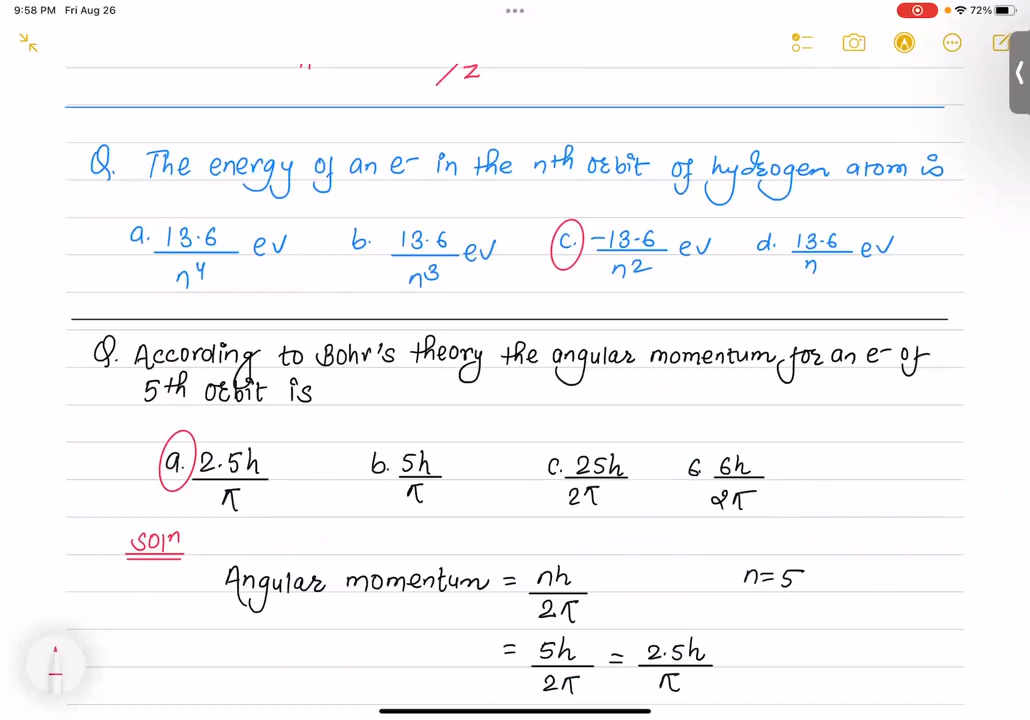 9:58 PM Fri Aug 26 72%
/2
Q. The energy of an e- in the nth orbit of hydrogen atom is
a. 13.6/n4 ev b. 13.6/n3 ev c. -13.6/n2 ev d. 13.6/n ev
Q. According to Bohr's theory the angular momentum for an e- of
5th orbit is
a. 2.5h/π b. 5h/π c. 25h/2π 6 6h/2π
Soln
Angular momentum = nh/2π n=5
= 5h/2π = 2.5h/π